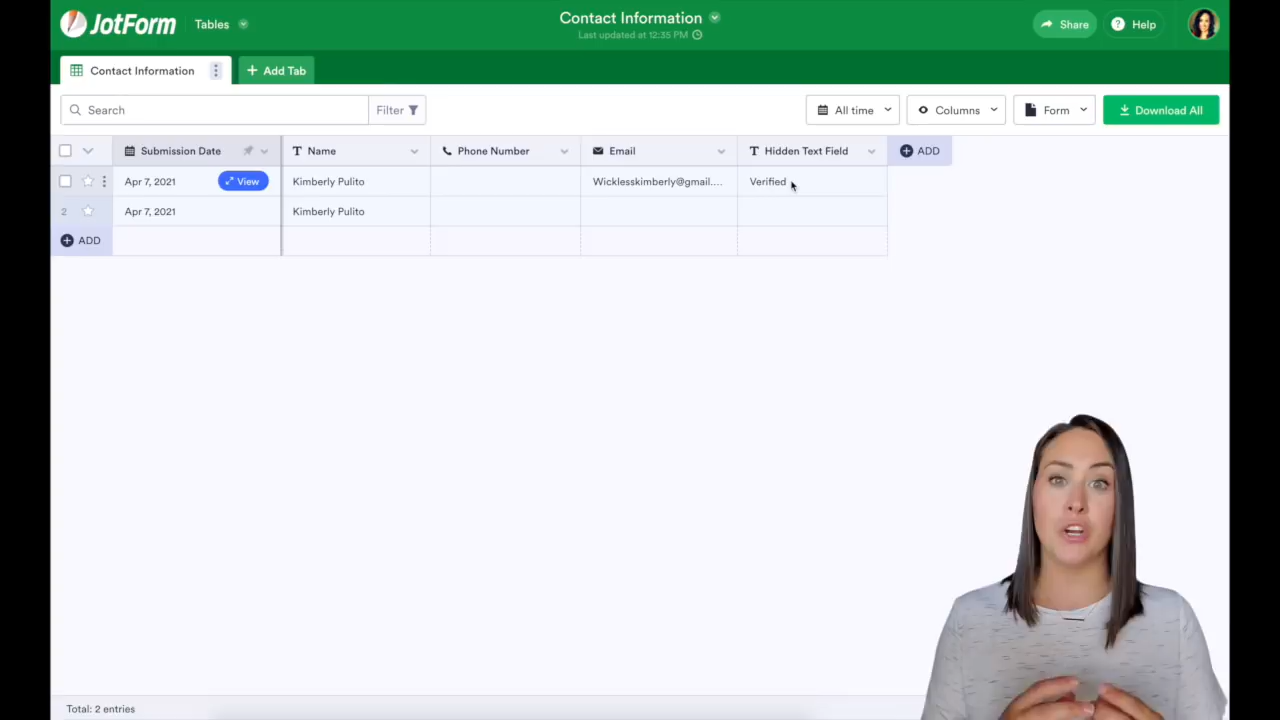 JotForm
Tables
Contact Information
Last updated at 12:35 PM
Share
Help
Contact Information
Add Tab
Search
Filter
All time
Columns
Form
Download All
Submission Date
Name
Phone Number
Email
Hidden Text Field
ADD
Apr 7, 2021
View
Kimberly Pulito
Wicklesskimberly@gmail....
Verified
2
Apr 7, 2021
Kimberly Pulito
ADD
Total: 2 entries